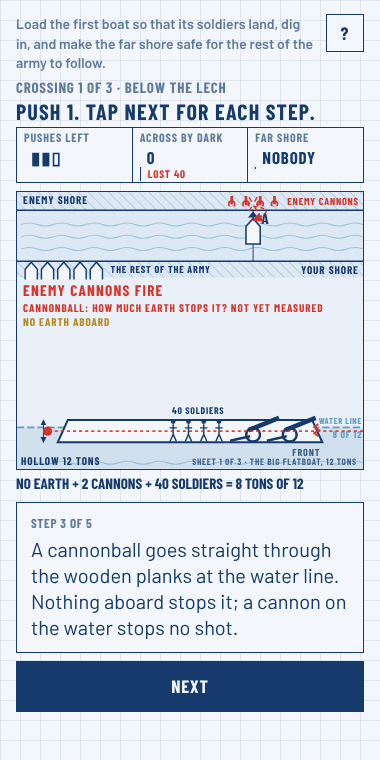 Load the first boat so that its soldiers land, dig
in, and make the far shore safe for the rest of the
army to follow.
?
CROSSING 1 OF 3 · BELOW THE LECH
PUSH 1. TAP NEXT FOR EACH STEP.
PUSHES LEFT
ACROSS BY DARK
0
LOST 40
FAR SHORE
NOBODY
ENEMY SHORE
ENEMY CANNONS
THE REST OF THE ARMY
YOUR SHORE
ENEMY CANNONS FIRE
CANNONBALL: HOW MUCH EARTH STOPS IT? NOT YET MEASURED
NO EARTH ABOARD
40 SOLDIERS
WATER LINE
8 OF 12
FRONT
HOLLOW 12 TONS
SHEET 1 OF 3 · THE BIG FLATBOAT, 12 TONS
NO EARTH + 2 CANNONS + 40 SOLDIERS = 8 TONS OF 12
STEP 3 OF 5
A cannonball goes straight through
the wooden planks at the water line.
Nothing aboard stops it; a cannon on
the water stops no shot.
NEXT